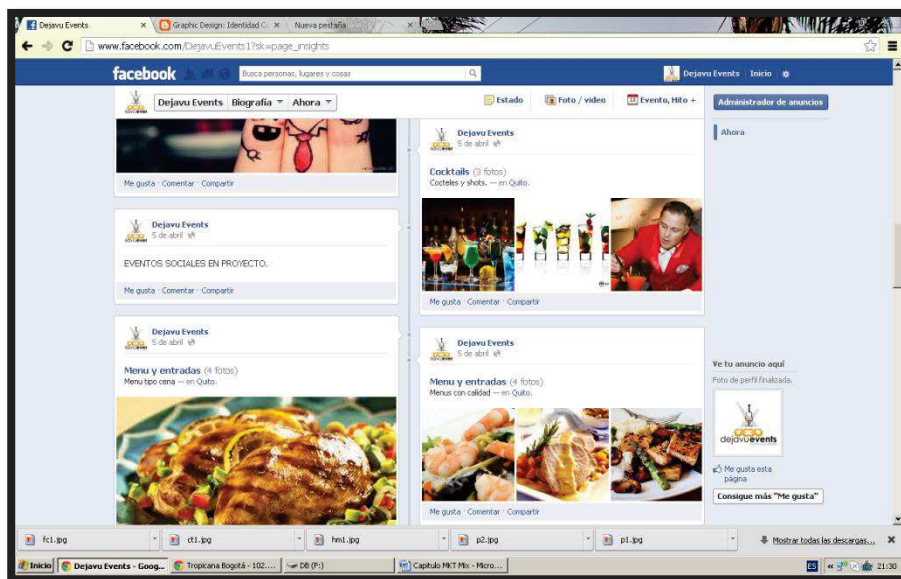 Dejavu Events
Graphic Design: Identidad C
Nueva pestaña
www.facebook.com/DejavuEvents1?sk=page_insights
facebook
Busca personas, lugares y cosas
Dejavu Events
Inicio
Dejavu Events
Biografía
Ahora
Estado
Foto / video
Evento, Hito +
Administrador de anuncios
Ahora
Me gusta · Comentar · Compartir
Dejavu Events
5 de abril
EVENTOS SOCIALES EN PROYECTO.
Me gusta · Comentar · Compartir
Dejavu Events
5 de abril
Menu y entradas (4 fotos)
Menu tipo cena — en Quito.
Dejavu Events
5 de abril
Cocktails (3 fotos)
Cocteles y shots. — en Quito.
Me gusta · Comentar · Compartir
Dejavu Events
5 de abril
Menu y entradas (4 fotos)
Menus con calidad — en Quito.
Me gusta · Comentar · Compartir
Ve tu anuncio aquí
Foto de perfil finalizada.
dejavuevents
Me gusta esta
página
Consigue más "Me gusta"
fc1.jpg
ct1.jpg
hm1.jpg
p2.jpg
p1.jpg
Mostrar todas las descargas...
Inicio
Dejavu Events - Goog...
Tropicana Bogotá - 102....
DB (F:)
Capitulo MKT Mix - Micro...
ES
21:30